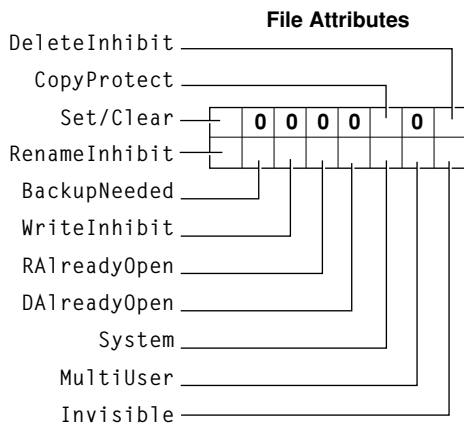 File Attributes
DeleteInhibit
CopyProtect
Set/Clear
0 0 0 0 0
RenameInhibit
BackupNeeded
WriteInhibit
RAlreadyOpen
DAlreadyOpen
System
MultiUser
Invisible